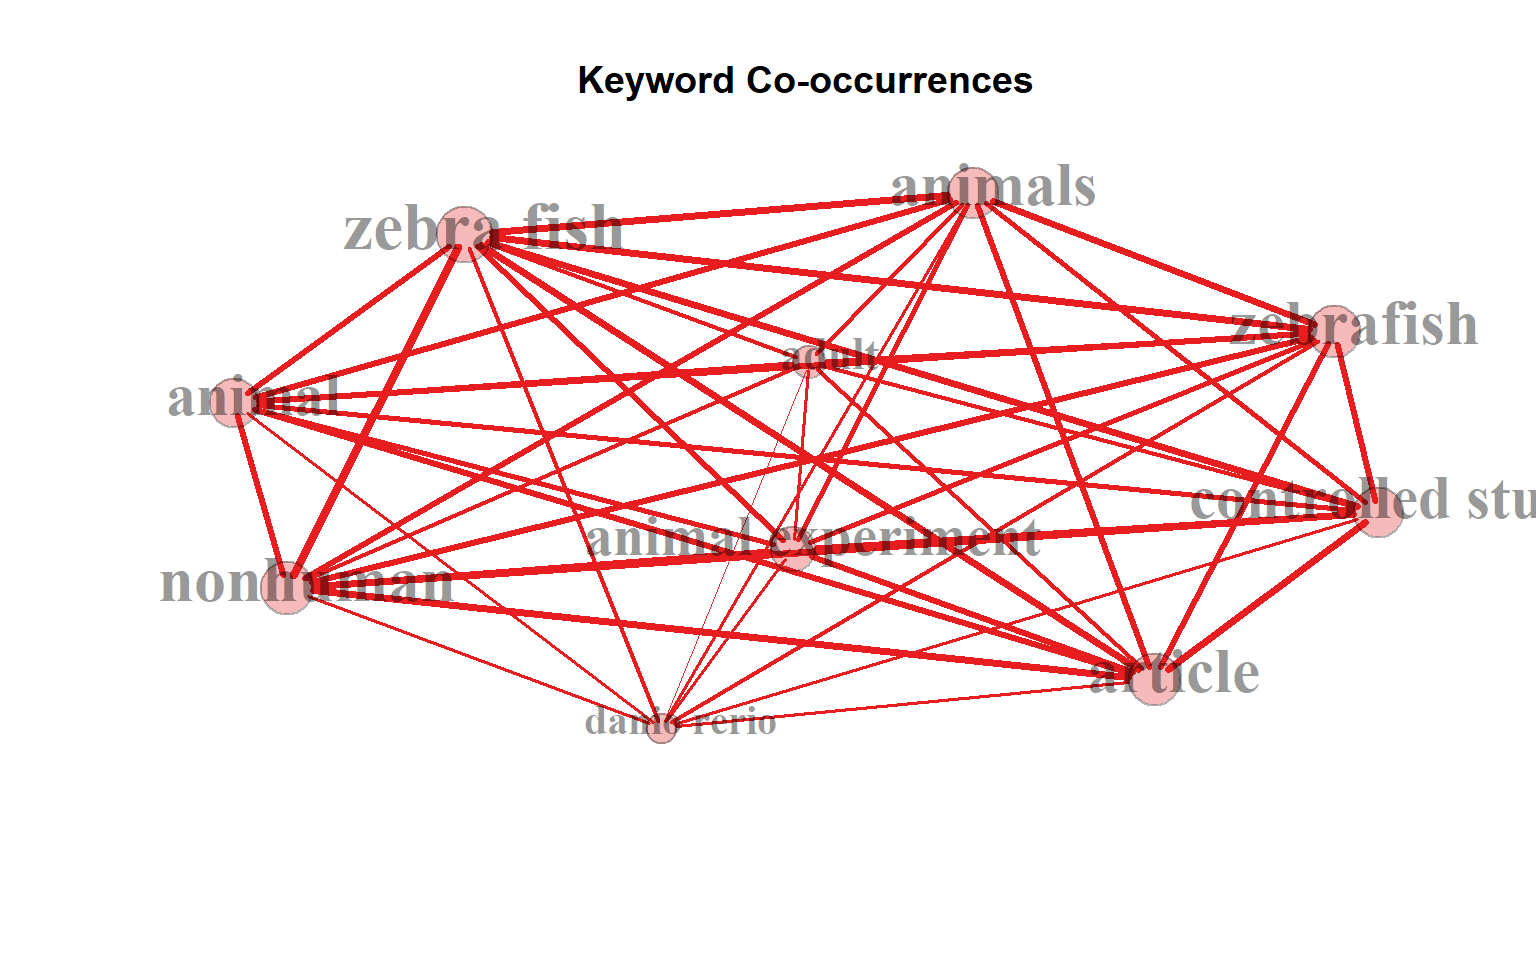 Keyword Co-occurrences
animals
zebra fish
zebrafish
adult
animal
controlled stu
animal experiment
nonhuman
article
danio rerio